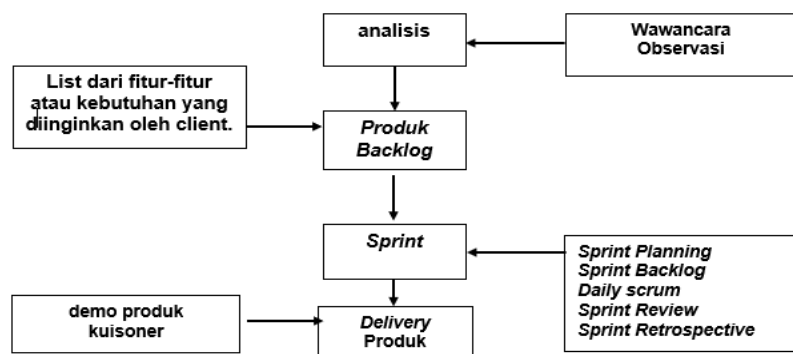 analisis
Wawancara
Observasi
List dari fitur-fitur
atau kebutuhan yang
diinginkan oleh client.
Produk
Backlog
Sprint
Sprint Planning
Sprint Backlog
Daily scrum
Sprint Review
Sprint Retrospective
demo produk
kuisoner
Delivery
Produk